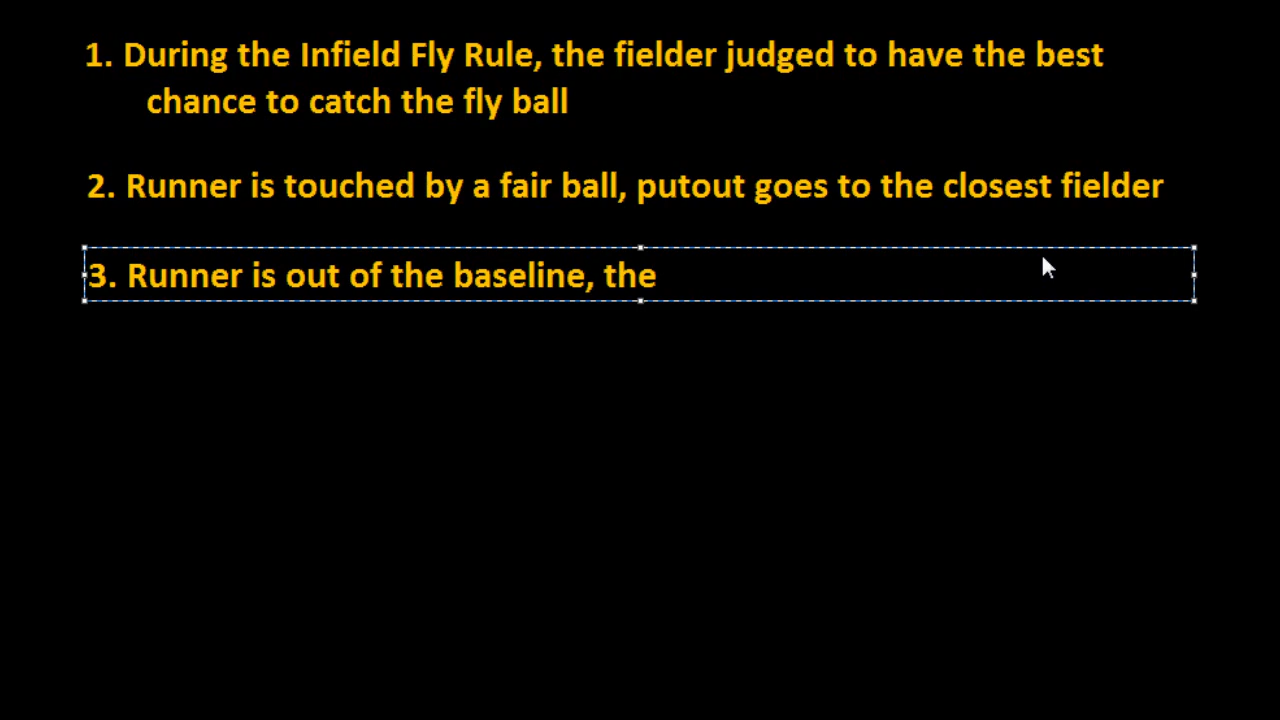 1. During the Infield Fly Rule, the fielder judged to have the best
chance to catch the fly ball
2. Runner is touched by a fair ball, putout goes to the closest fielder
3. Runner is out of the baseline, the